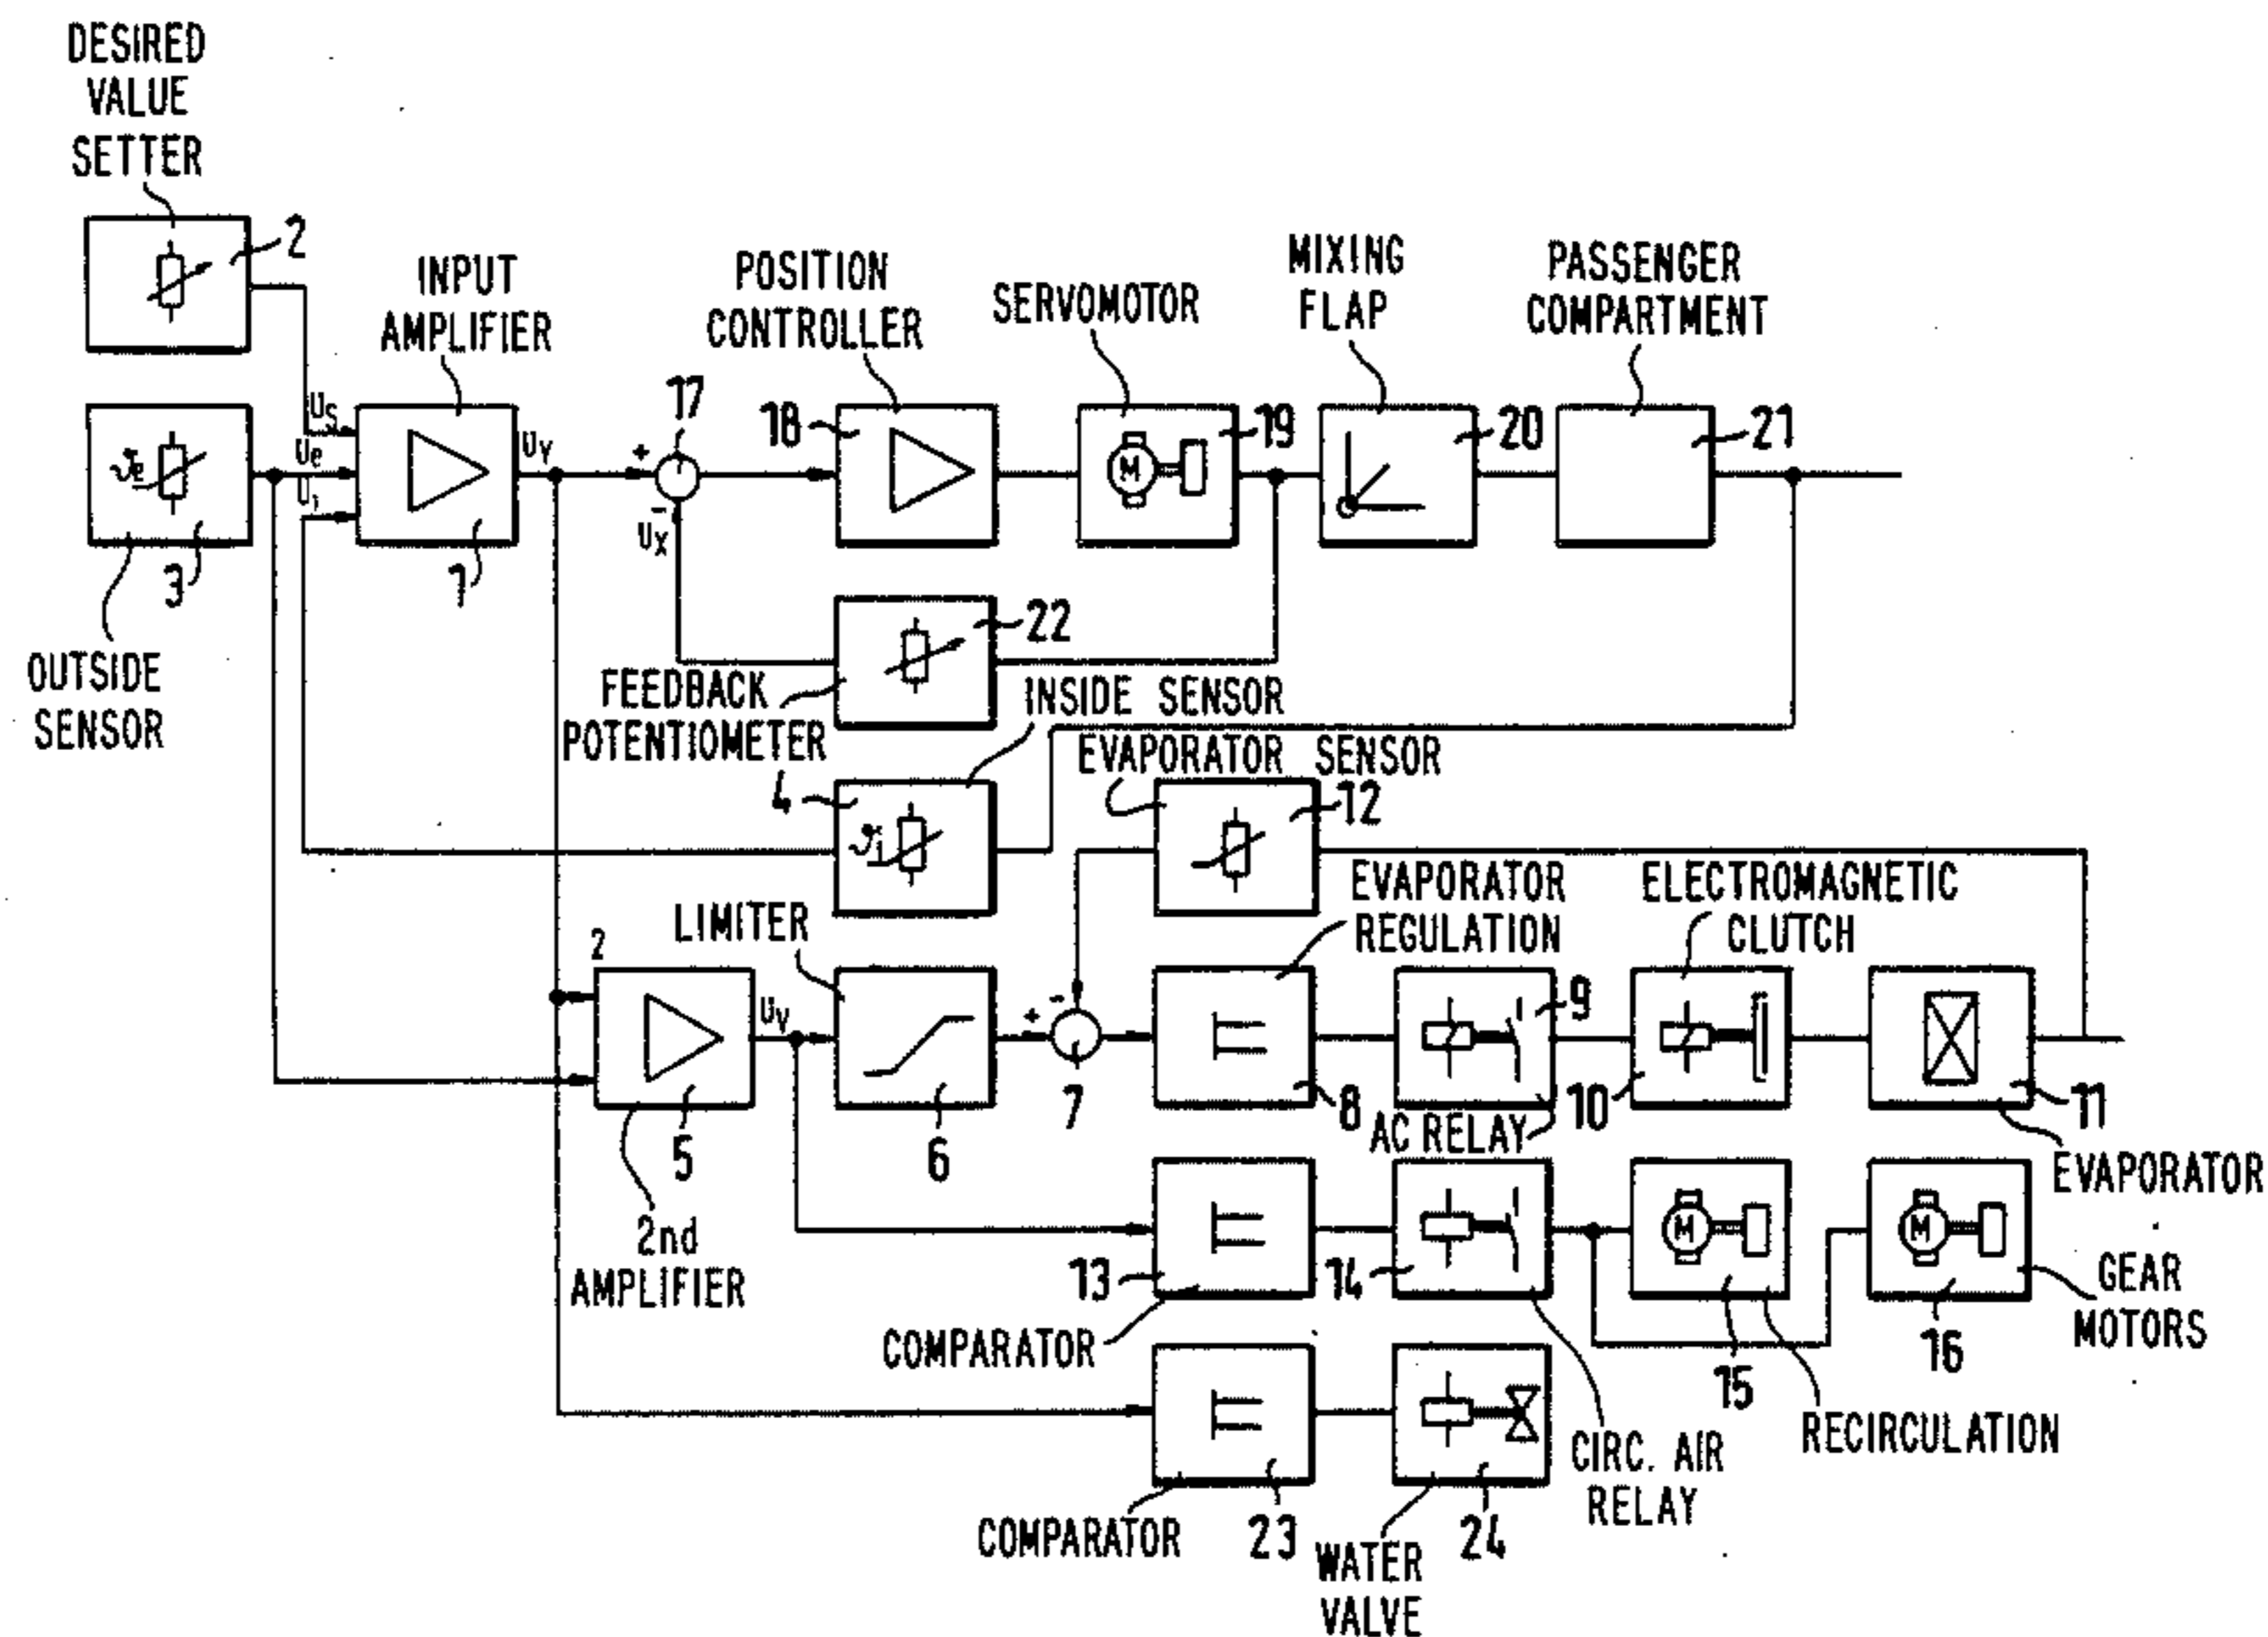 DESIRED
VALUE
SETTER
2
INPUT
AMPLIFIER
POSITION
CONTROLLER
SERVOMOTOR
MIXING
FLAP
PASSENGER
COMPARTMENT
17
18
19
20
21
US
Ue
Ui
Uy
+
-
UX
ϑe
M
3
1
OUTSIDE
SENSOR
22
FEEDBACK
POTENTIOMETER
INSIDE SENSOR
EVAPORATOR SENSOR
4
12
ϑi
LIMITER
EVAPORATOR
REGULATION
ELECTROMAGNETIC
CLUTCH
2
Uv
+
-
9
5
6
7
8
AC RELAY
10
11
EVAPORATOR
2nd
AMPLIFIER
13
14
M
15
M
16
GEAR
MOTORS
COMPARATOR
RECIRCULATION
CIRC. AIR
RELAY
COMPARATOR
23
WATER
VALVE
24